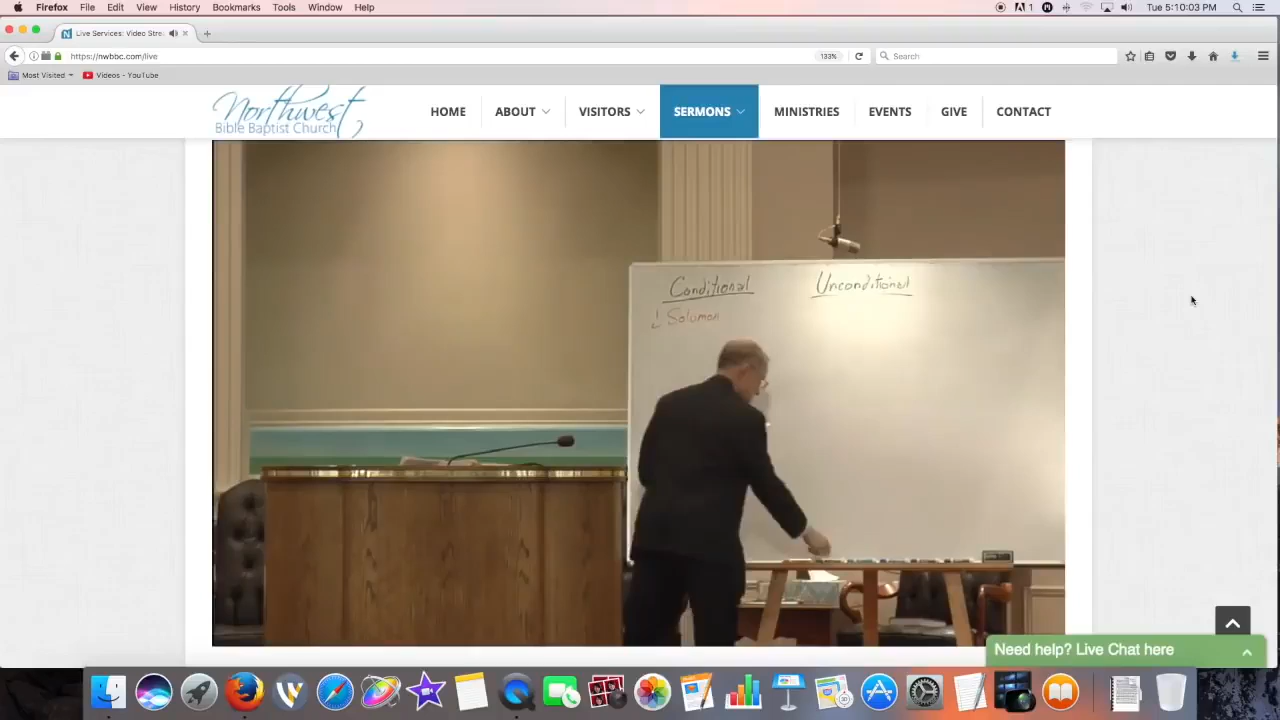 Firefox File Edit View History Bookmarks Tools Window Help Tue 5:10:03 PM
Live Services: Video Stre
https://nwbbc.com/live 133% Search
Most Visited Videos - YouTube
Northwest
Bible Baptist Church
HOME ABOUT VISITORS SERMONS MINISTRIES EVENTS GIVE CONTACT
Conditional Unconditional
Soloman
Need help? Live Chat here